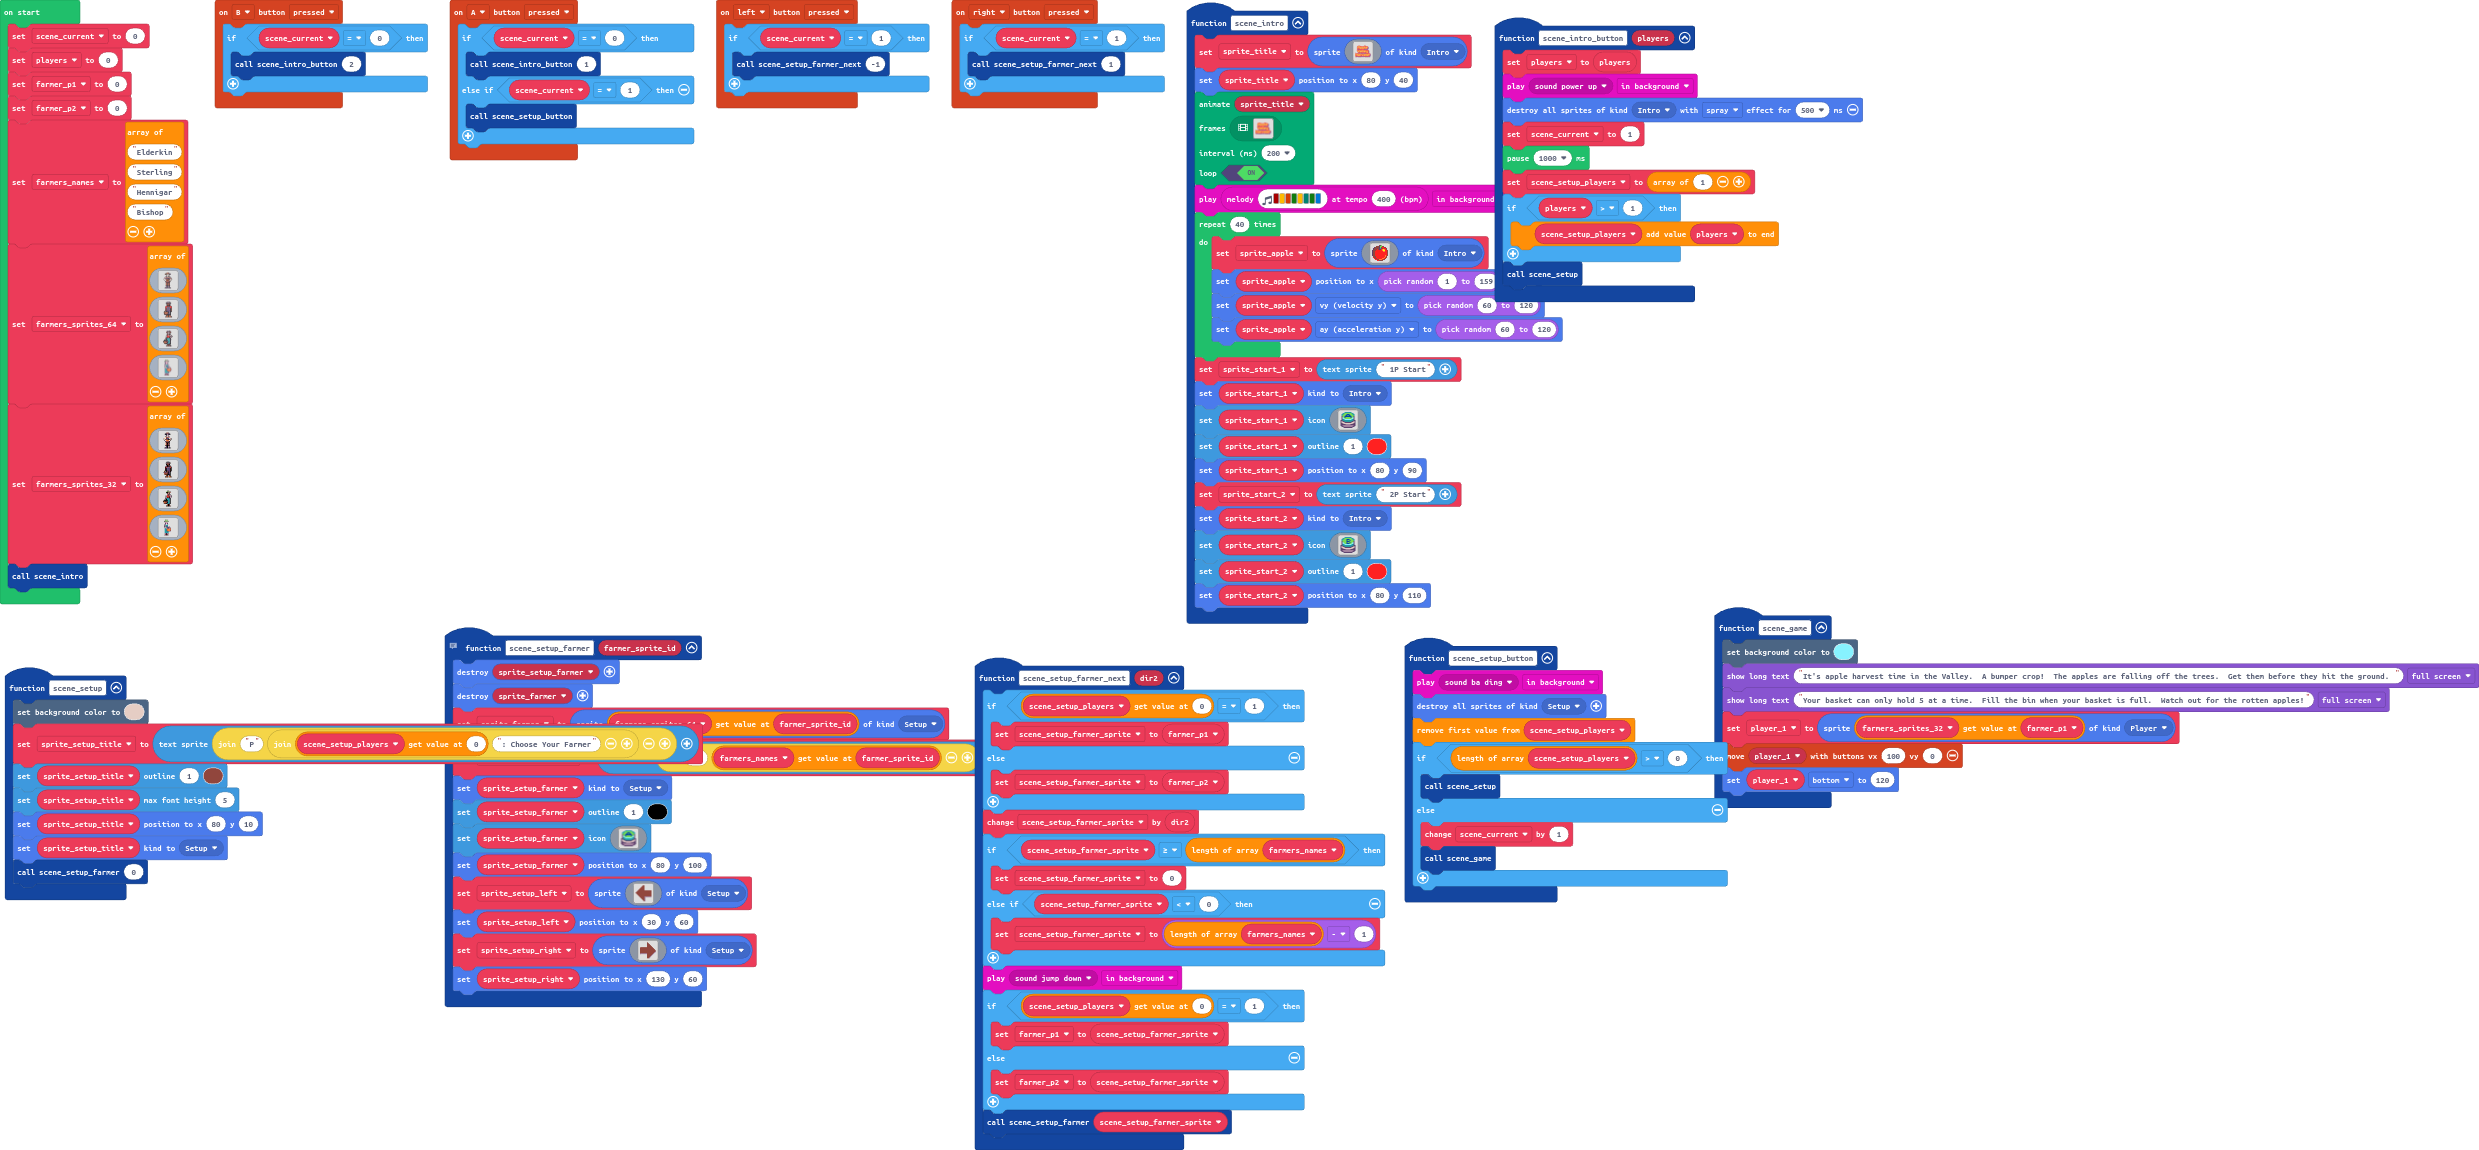 on start
set scene_current to 0
set players to 0
set farmer_p1 to 0
set farmer_p2 to 0
set farmers_names to array of
"Elderkin"
"Sterling"
"Hennigar"
"Bishop"
set farmers_sprites_64 to array of
set farmers_sprites_32 to array of
call scene_intro
on B button pressed
if scene_current = 0 then
call scene_intro_button 2
on A button pressed
if scene_current = 0 then
call scene_intro_button 1
else if scene_current = 1 then
call scene_setup_button
on left button pressed
if scene_current = 1 then
call scene_setup_farmer_next -1
on right button pressed
if scene_current = 1 then
call scene_setup_farmer_next 1
function scene_intro
set sprite_title to sprite of kind Intro
set sprite_title position to x 80 y 40
animate sprite_title
frames
interval (ms) 200
loop ON
play melody at tempo 400 (bpm) in background
repeat 40 times
do
set sprite_apple to sprite of kind Intro
set sprite_apple position to x pick random 1 to 159
set sprite_apple vy (velocity y) to pick random 60 to 120
set sprite_apple ay (acceleration y) to pick random 60 to 120
set sprite_start_1 to text sprite "1P Start"
set sprite_start_1 kind to Intro
set sprite_start_1 icon
set sprite_start_1 outline 1
set sprite_start_1 position to x 80 y 90
set sprite_start_2 to text sprite "2P Start"
set sprite_start_2 kind to Intro
set sprite_start_2 icon
set sprite_start_2 outline 1
set sprite_start_2 position to x 80 y 110
function scene_intro_button players
set players to players
play sound power up in background
destroy all sprites of kind Intro with spray effect for 500 ms
set scene_current to 1
pause 1000 ms
set scene_setup_players to array of 1
if players > 1 then
scene_setup_players add value players to end
call scene_setup
function scene_setup
set background color to
set sprite_setup_title to text sprite join "P" join scene_setup_players get value at 0 ": Choose Your Farmer"
set sprite_setup_title outline 1
set sprite_setup_title max font height 5
set sprite_setup_title position to x 80 y 10
set sprite_setup_title kind to Setup
call scene_setup_farmer 0
function scene_setup_farmer farmer_sprite_id
destroy sprite_setup_farmer
destroy sprite_farmer
get value at farmer_sprite_id of kind Setup
farmers_names get value at farmer_sprite_id
set sprite_setup_farmer kind to Setup
set sprite_setup_farmer outline 1
set sprite_setup_farmer icon
set sprite_setup_farmer position to x 80 y 100
set sprite_setup_left to sprite of kind Setup
set sprite_setup_left position to x 30 y 60
set sprite_setup_right to sprite of kind Setup
set sprite_setup_right position to x 130 y 60
function scene_setup_farmer_next dir2
if scene_setup_players get value at 0 = 1 then
set scene_setup_farmer_sprite to farmer_p1
else
set scene_setup_farmer_sprite to farmer_p2
change scene_setup_farmer_sprite by dir2
if scene_setup_farmer_sprite ≥ length of array farmers_names then
set scene_setup_farmer_sprite to 0
else if scene_setup_farmer_sprite < 0 then
set scene_setup_farmer_sprite to length of array farmers_names - 1
play sound jump down in background
if scene_setup_players get value at 0 = 1 then
set farmer_p1 to scene_setup_farmer_sprite
else
set farmer_p2 to scene_setup_farmer_sprite
call scene_setup_farmer scene_setup_farmer_sprite
function scene_setup_button
play sound ba ding in background
destroy all sprites of kind Setup
remove first value from scene_setup_players
if length of array scene_setup_players > 0 then
call scene_setup
else
change scene_current by 1
call scene_game
function scene_game
set background color to
show long text "It's apple harvest time in the Valley. A bumper crop! The apples are falling off the trees. Get them before they hit the ground. " full screen
show long text "Your basket can only hold 5 at a time. Fill the bin when your basket is full. Watch out for the rotten apples!" full screen
set player_1 to sprite farmers_sprites_32 get value at farmer_p1 of kind Player
move player_1 with buttons vx 100 vy 0
set player_1 bottom to 120